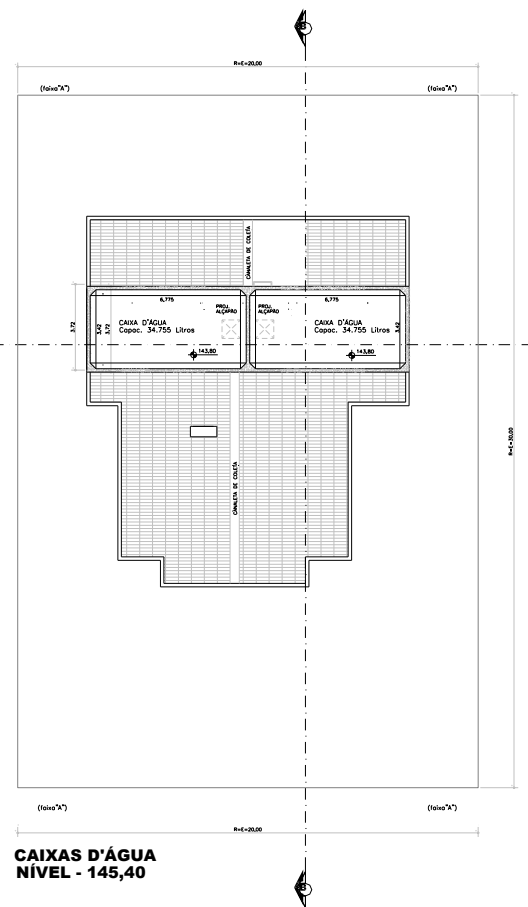 B
R=E=20,00
(faixa"A")
(faixa"A")
CANALETA DE COLETA
6,775
6,775
PROJ.
ALÇAPÃO
PROJ.
ALÇAPÃO
3,72
3,42
3,72
CAIXA D'ÁGUA
Capac. 34.755 Litros
CAIXA D'ÁGUA
Capac. 34.755 Litros
3,42
143,80
143,80
R=E=30,00
CANALETA DE COLETA
(faixa"A")
(faixa"A")
R=E=20,00
CAIXAS D'ÁGUA
NÍVEL - 145,40
B